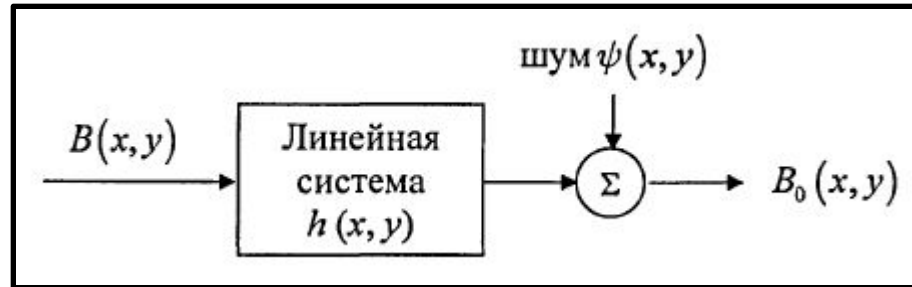 шум ψ(x, y)
B(x, y)
Линейная
система
h (x, y)
Σ
B₀ (x, y)